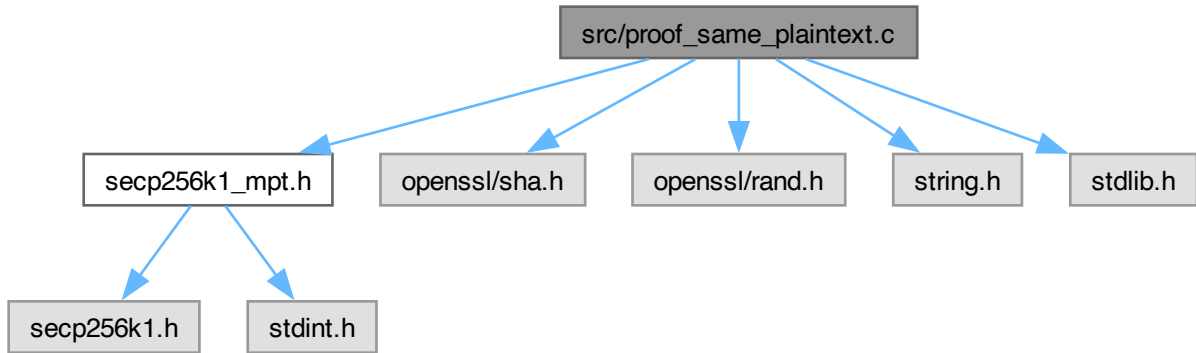 src/proof_same_plaintext.c
secp256k1_mpt.h
openssl/sha.h
openssl/rand.h
string.h
stdlib.h
secp256k1.h
stdint.h